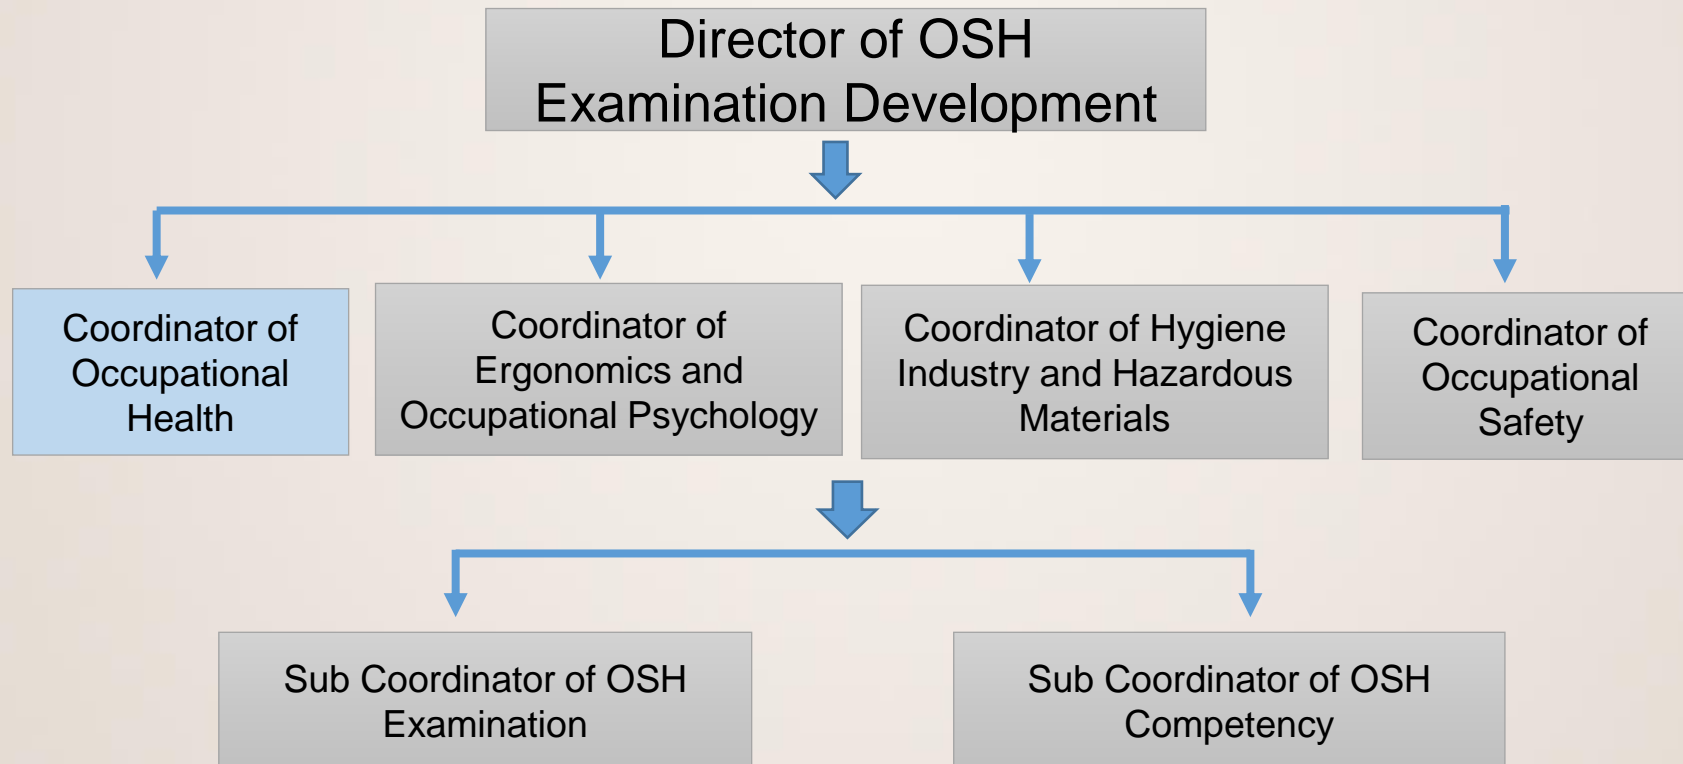 Director of OSH
Examination Development
Coordinator of
Occupational
Health
Coordinator of
Ergonomics and
Occupational Psychology
Coordinator of Hygiene
Industry and Hazardous
Materials
Coordinator of
Occupational
Safety
Sub Coordinator of OSH
Examination
Sub Coordinator of OSH
Competency